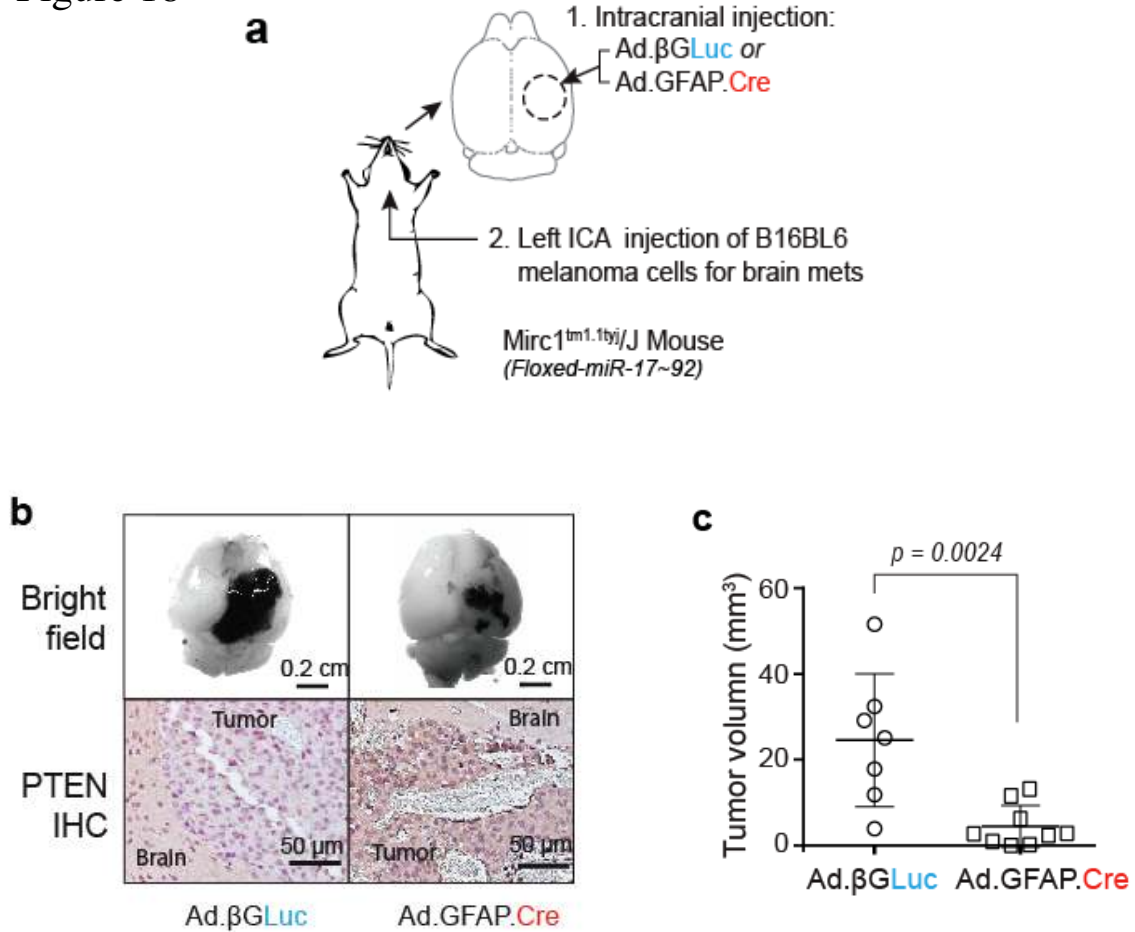 a
1. Intracranial injection:
Ad.βGLuc or
Ad.GFAP.Cre
2. Left ICA injection of B16BL6
melanoma cells for brain mets
Mirc1tm1.1tyj/J Mouse
(Floxed-miR-17~92)
b
Bright
field
0.2 cm
0.2 cm
PTEN
IHC
Tumor
Brain
50 µm
Brain
Tumor
50 µm
Ad.βGLuc
Ad.GFAP.Cre
c
p = 0.0024
Tumor volumn (mm³)
60
40
20
0
Ad.βGLuc
Ad.GFAP.Cre